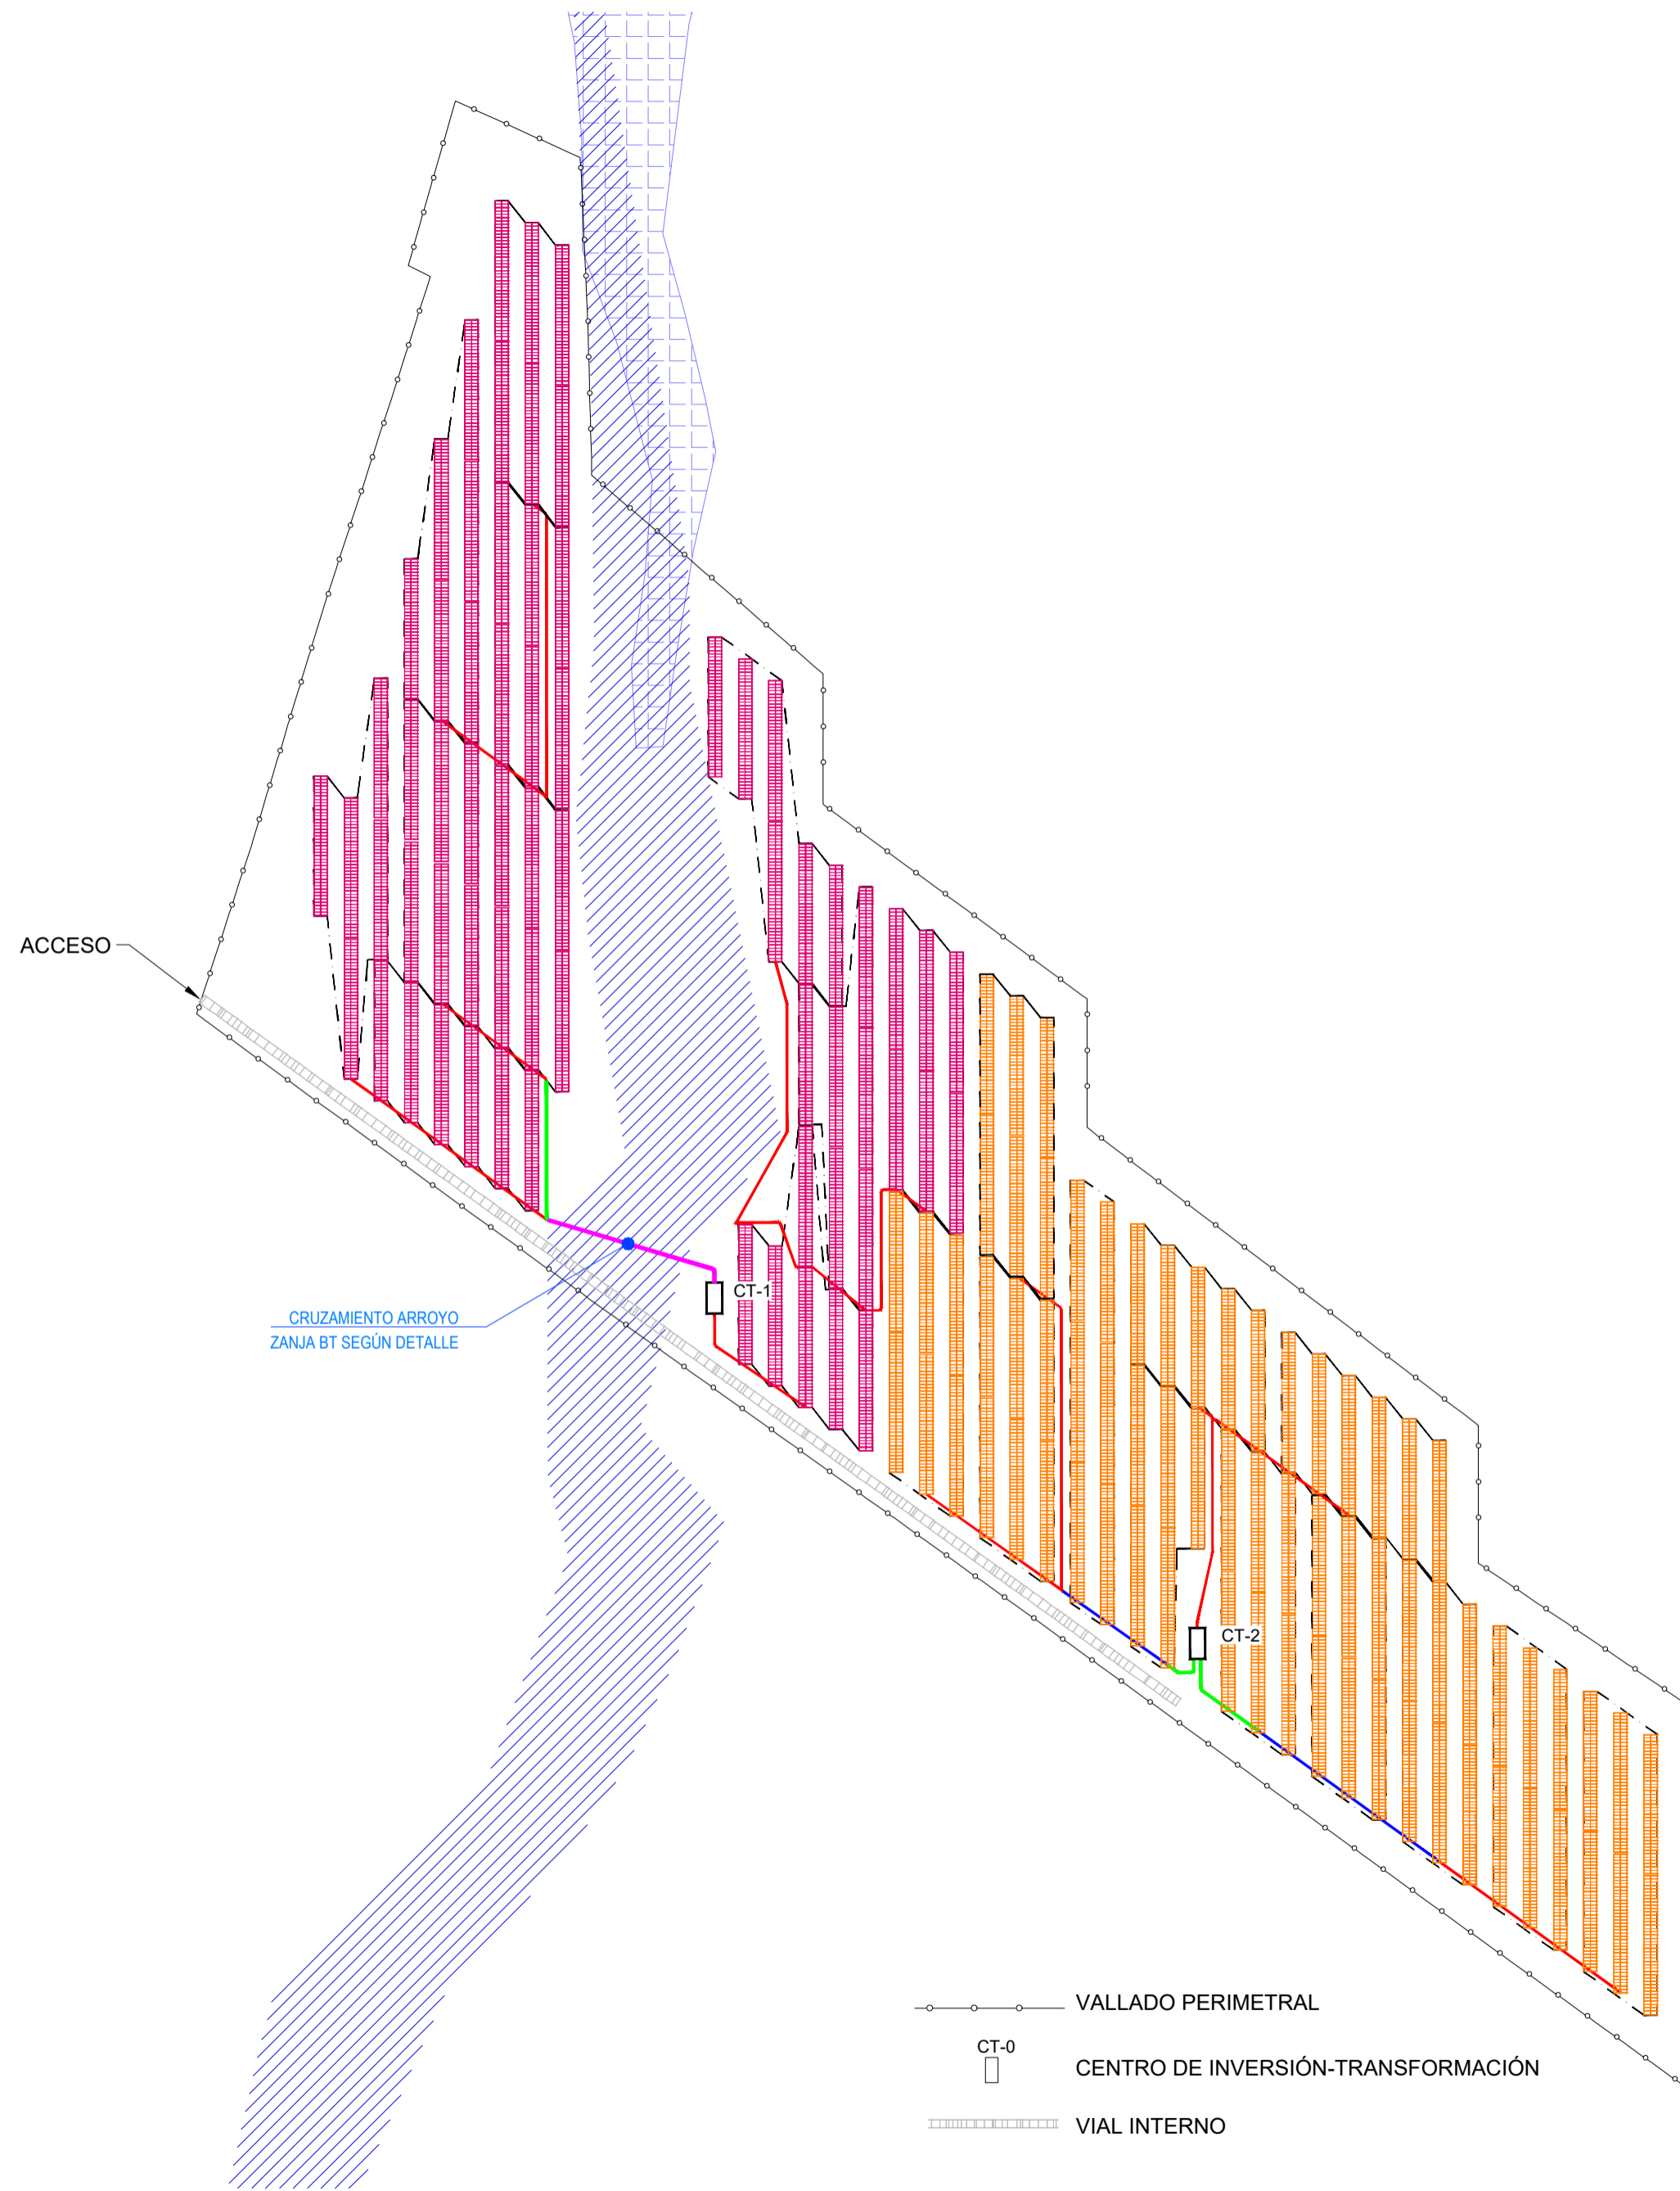 ACCESO
CRUZAMIENTO ARROYO
ZANJA BT SEGÚN DETALLE
CT-1
CT-2
VALLADO PERIMETRAL
CT-0
CENTRO DE INVERSIÓN-TRANSFORMACIÓN
VIAL INTERNO